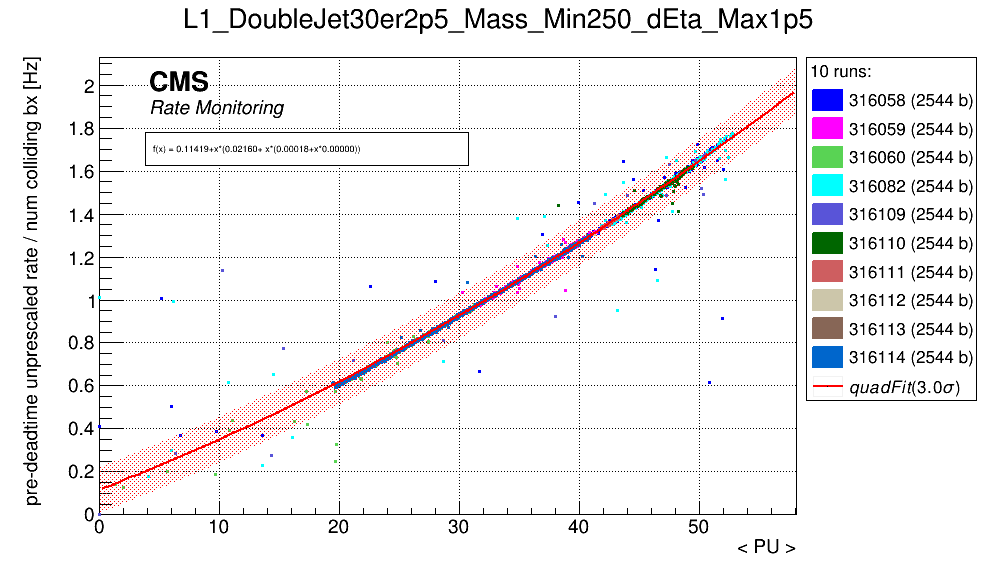 L1_DoubleJet30er2p5_Mass_Min250_dEta_Max1p5
pre-deadtime unprescaled rate / num colliding bx [Hz]
CMS
Rate Monitoring
f(x) = 0.11419+x*(0.02160+ x*(0.00018+x*0.00000))
2
1.8
1.6
1.4
1.2
1
0.8
0.6
0.4
0.2
0
0
10
20
30
40
50
< PU >
10 runs:
316058 (2544 b)
316059 (2544 b)
316060 (2544 b)
316082 (2544 b)
316109 (2544 b)
316110 (2544 b)
316111 (2544 b)
316112 (2544 b)
316113 (2544 b)
316114 (2544 b)
quadFit(3.0σ)